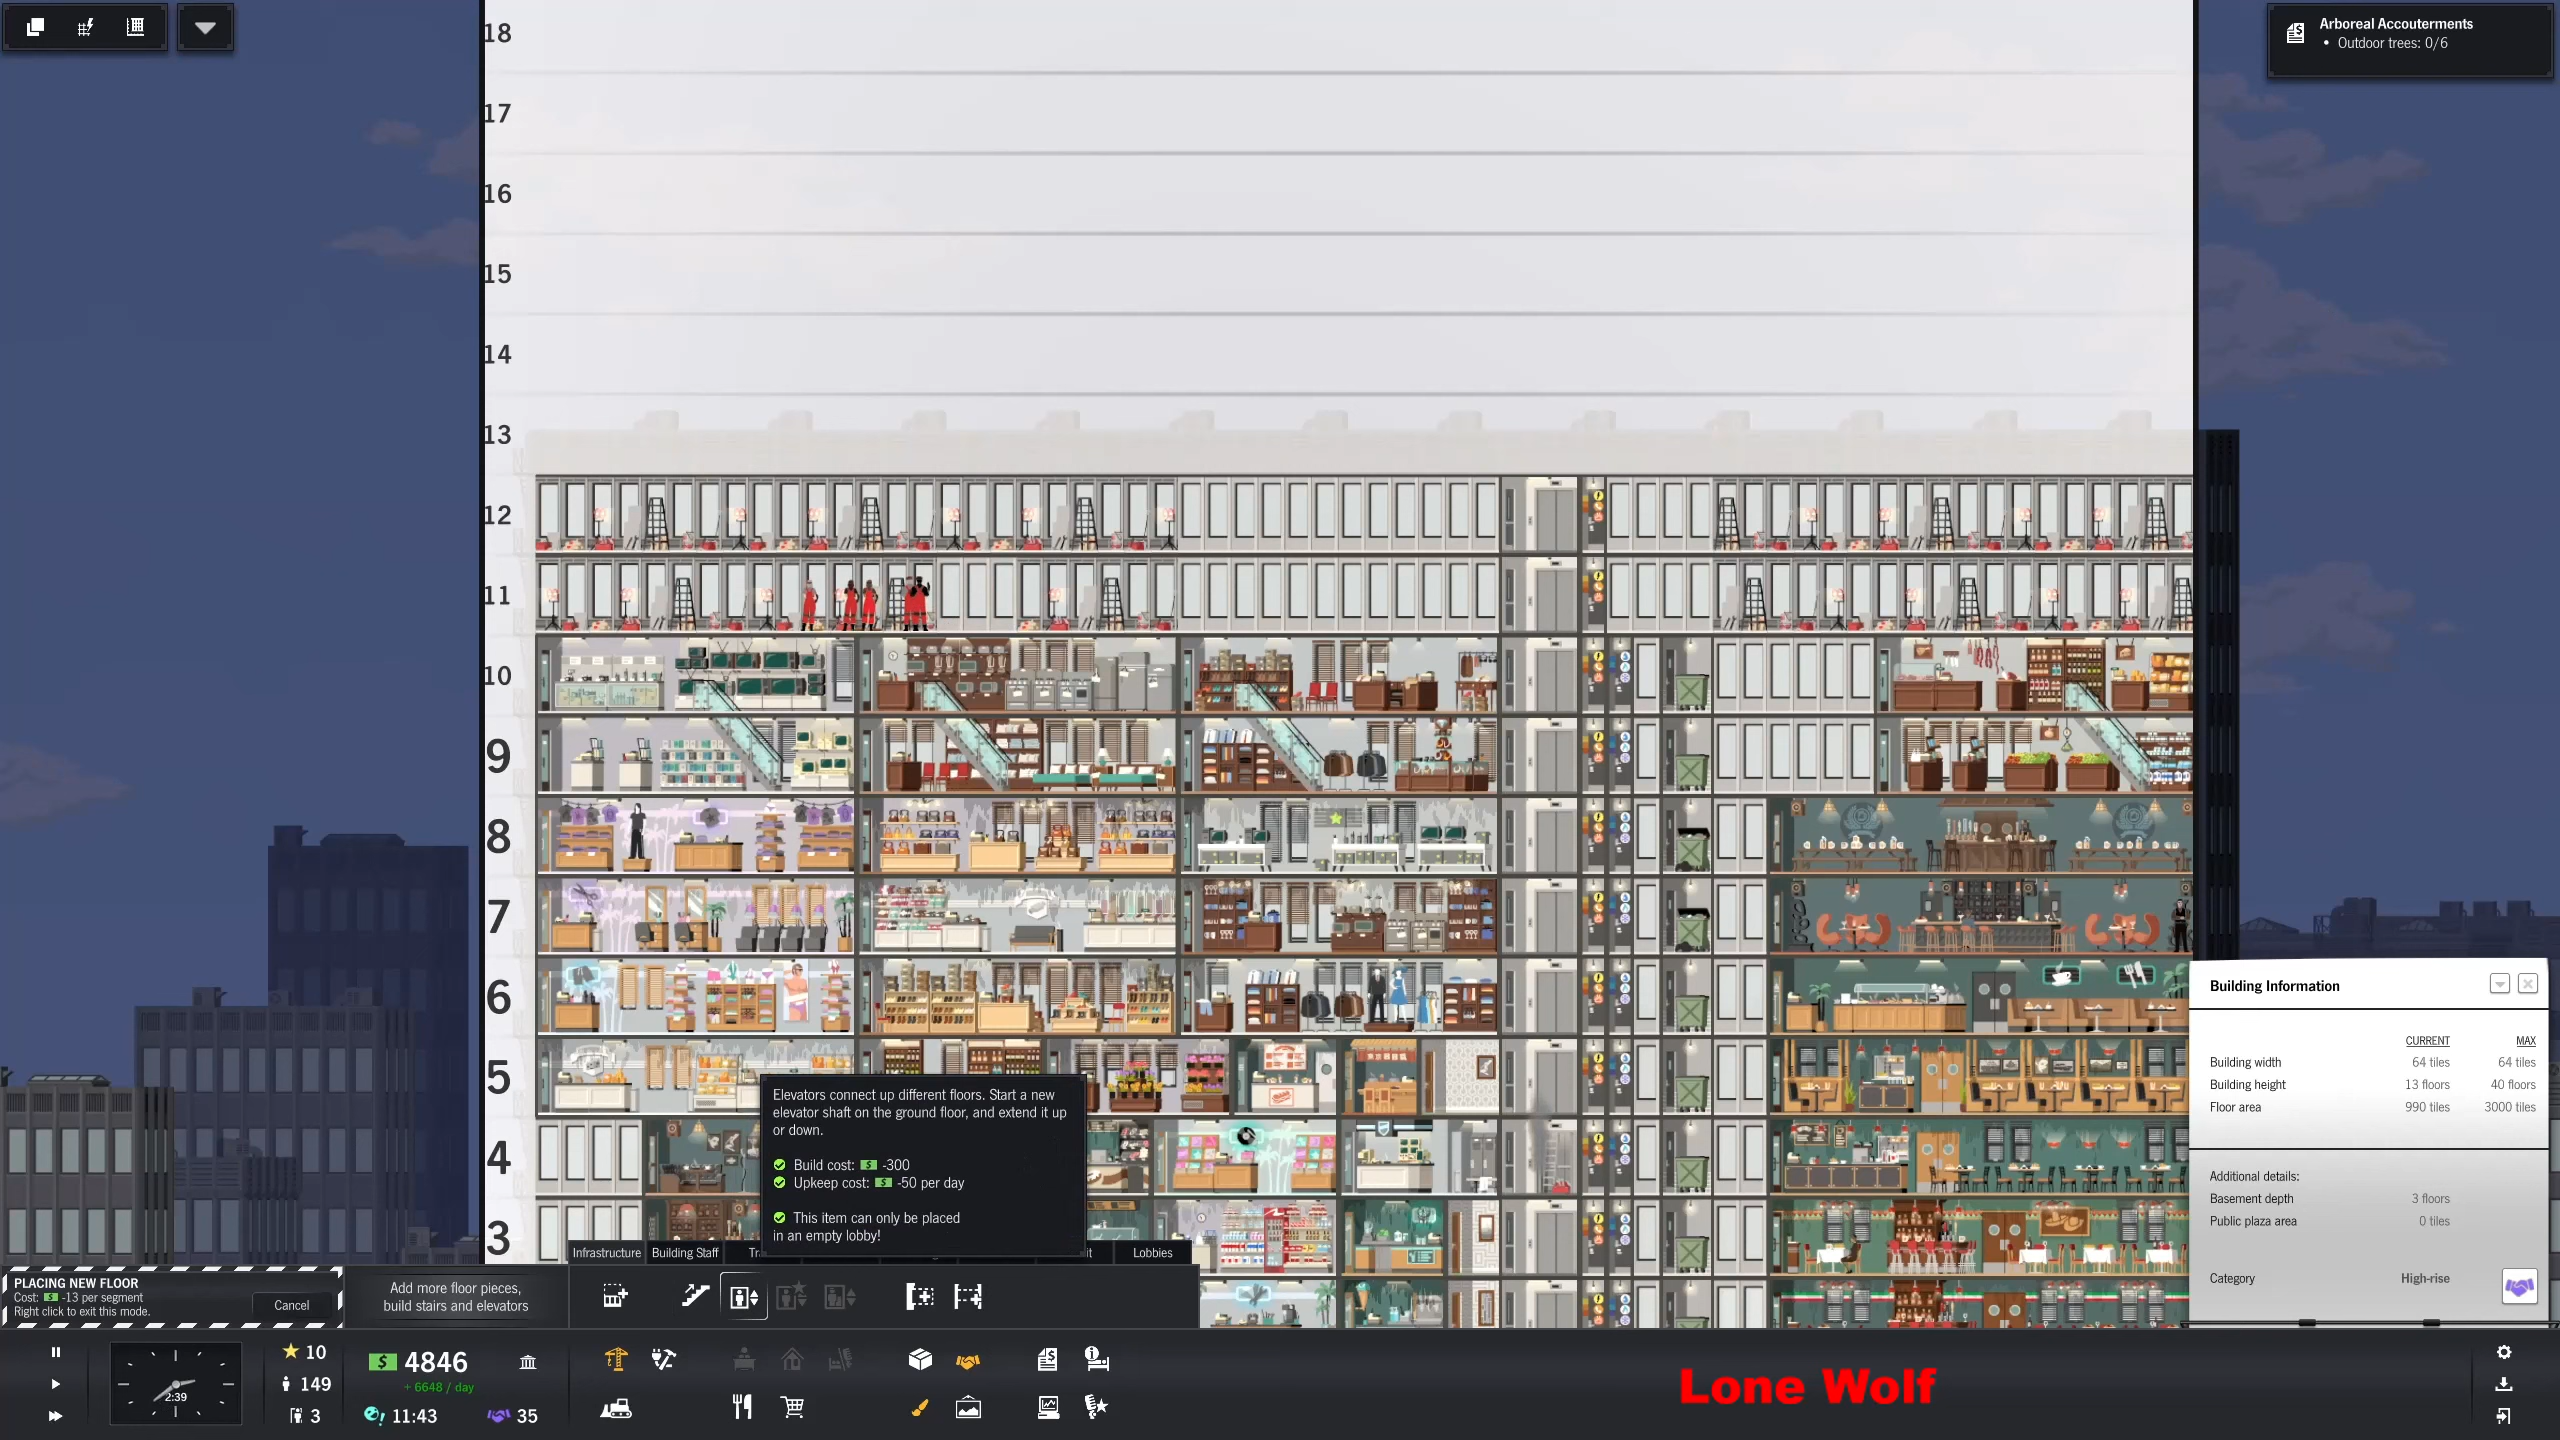 18
17
16
15
14
13
12
11
10
9
8
7
6
5
4
3
Arboreal Accouterments
• Outdoor trees: 0/6
Elevators connect up different floors. Start a new
elevator shaft on the ground floor, and extend it up
or down.
Build cost: $ -300
Upkeep cost: $ -50 per day
This item can only be placed
in an empty lobby!
Infrastructure
Building Staff
Lobbies
Building Information
CURRENT MAX
Building width 64 tiles 64 tiles
Building height 13 floors 40 floors
Floor area 990 tiles 3000 tiles
Additional details:
Basement depth 3 floors
Public plaza area 0 tiles
Category High-rise
PLACING NEW FLOOR
Cost: $ -13 per segment
Right click to exit this mode.
Cancel
Add more floor pieces,
build stairs and elevators
2:39
10
149
3
$ 4846
+ 6648 / day
11:43
35
Lone Wolf